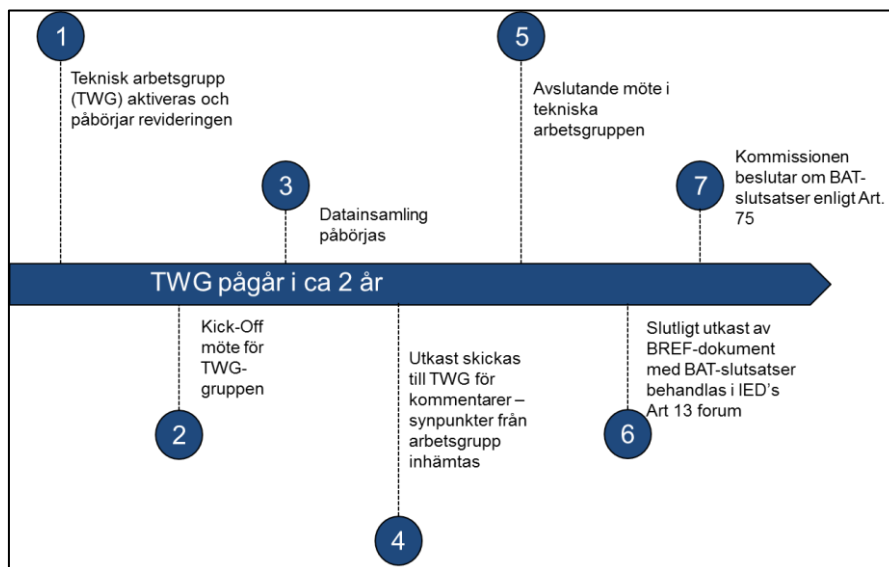 1
Teknisk arbetsgrupp
(TWG) aktiveras och
påbörjar revideringen
5
Avslutande möte i
tekniska
arbetsgruppen
3
Datainsamling
påbörjas
7
Kommissionen
beslutar om BAT-
slutsatser enligt Art.
75
TWG pågår i ca 2 år
Kick-Off
möte för
TWG-
gruppen
2
Utkast skickas
till TWG för
kommentarer –
synpunkter från
arbetsgrupp
inhämtas
4
Slutligt utkast av
BREF-dokument
med BAT-slutsatser
behandlas i IED's
Art 13 forum
6